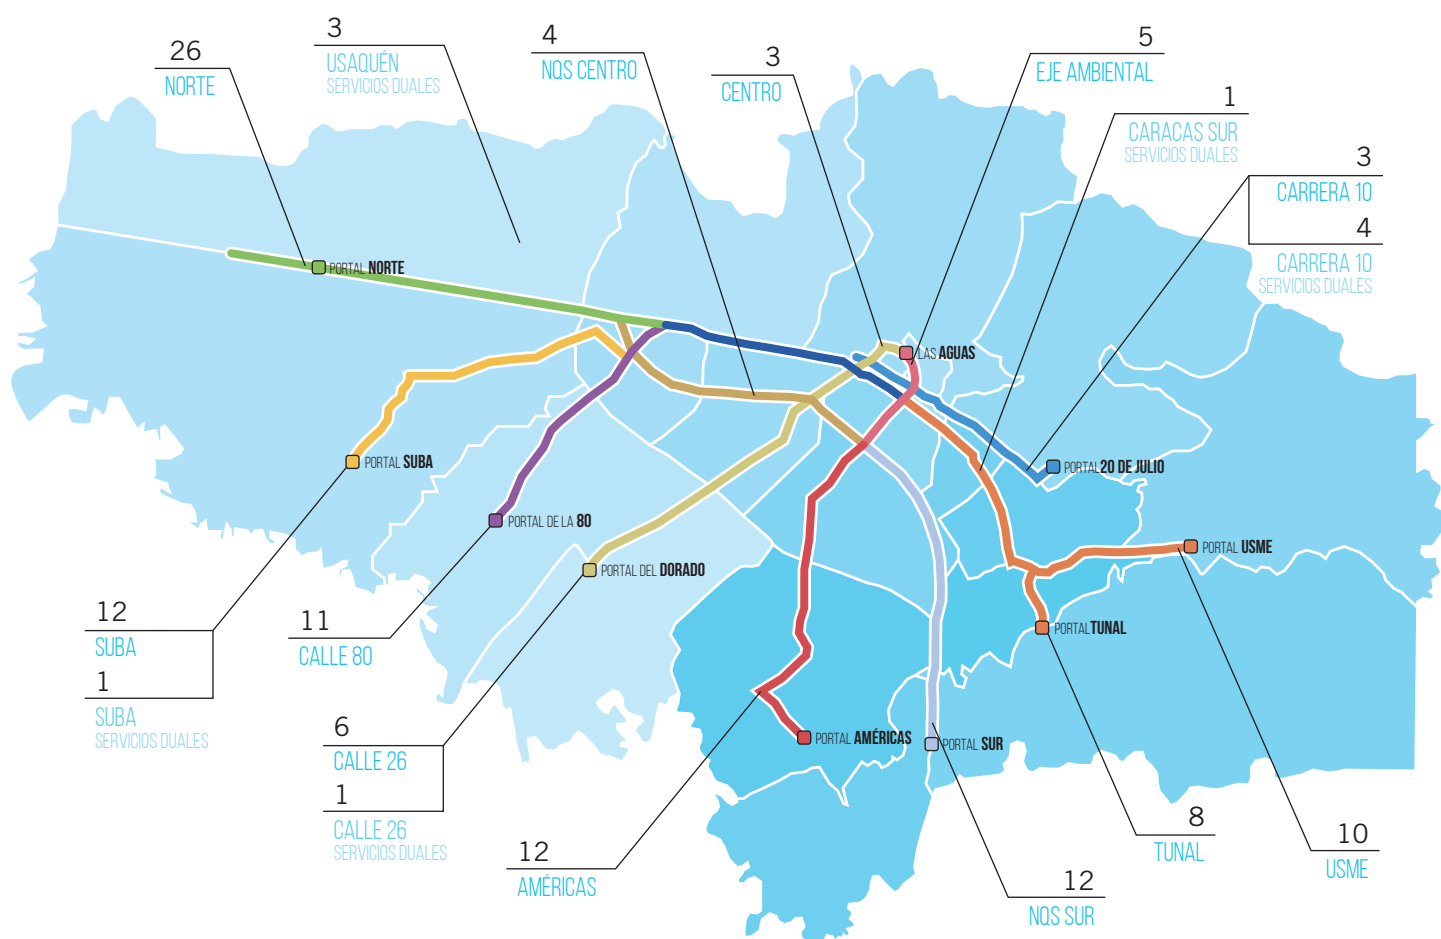 26
NORTE
3
USAQUÉN
SERVICIOS DUALES
4
NQS CENTRO
3
CENTRO
5
EJE AMBIENTAL
1
CARACAS SUR
SERVICIOS DUALES
3
CARRERA 10
4
CARRERA 10
SERVICIOS DUALES
PORTAL NORTE
LAS AGUAS
PORTAL SUBA
PORTAL 20 DE JULIO
PORTAL DE LA 80
PORTAL USME
PORTAL DEL DORADO
PORTAL TUNAL
PORTAL AMÉRICAS
PORTAL SUR
12
SUBA
1
SUBA
SERVICIOS DUALES
11
CALLE 80
6
CALLE 26
1
CALLE 26
SERVICIOS DUALES
12
AMÉRICAS
8
TUNAL
10
USME
12
NQS SUR